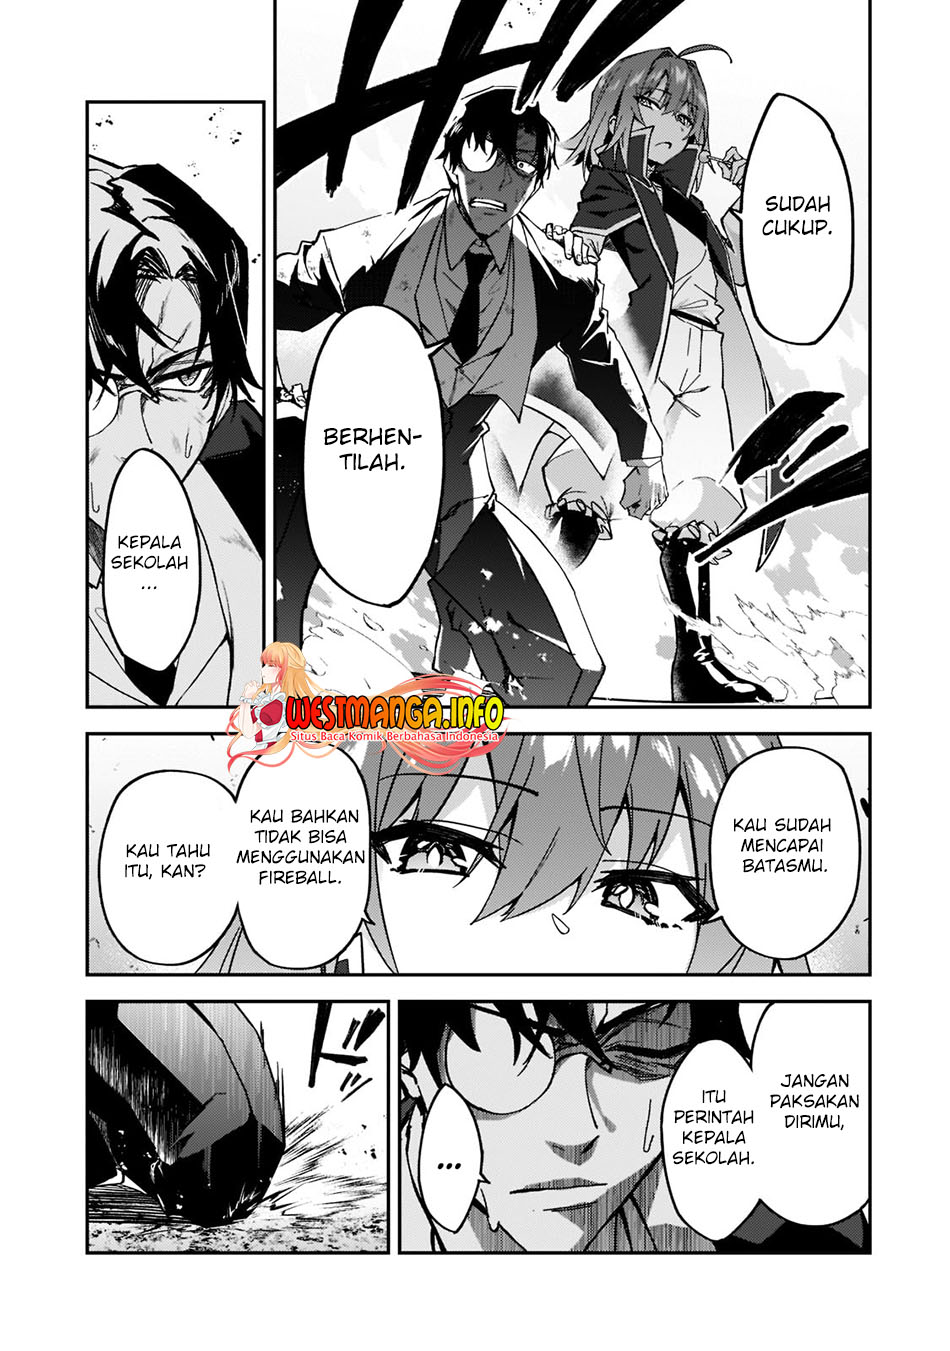 SUDAH
CUKUP.
BERHEN-
TILAH.
KEPALA
SEKOLAH
...
WESTMANGA.INFO
Situs Baca Komik Berbahasa Indonesia
KAU SUDAH
MENCAPAI
BATASMU.
KAU BAHKAN
TIDAK BISA
MENGGUNAKAN
FIREBALL.
KAU TAHU
ITU, KAN?
JANGAN
PAKSAKAN
DIRIMU,
ITU
PERINTAH
KEPALA
SEKOLAH.
...